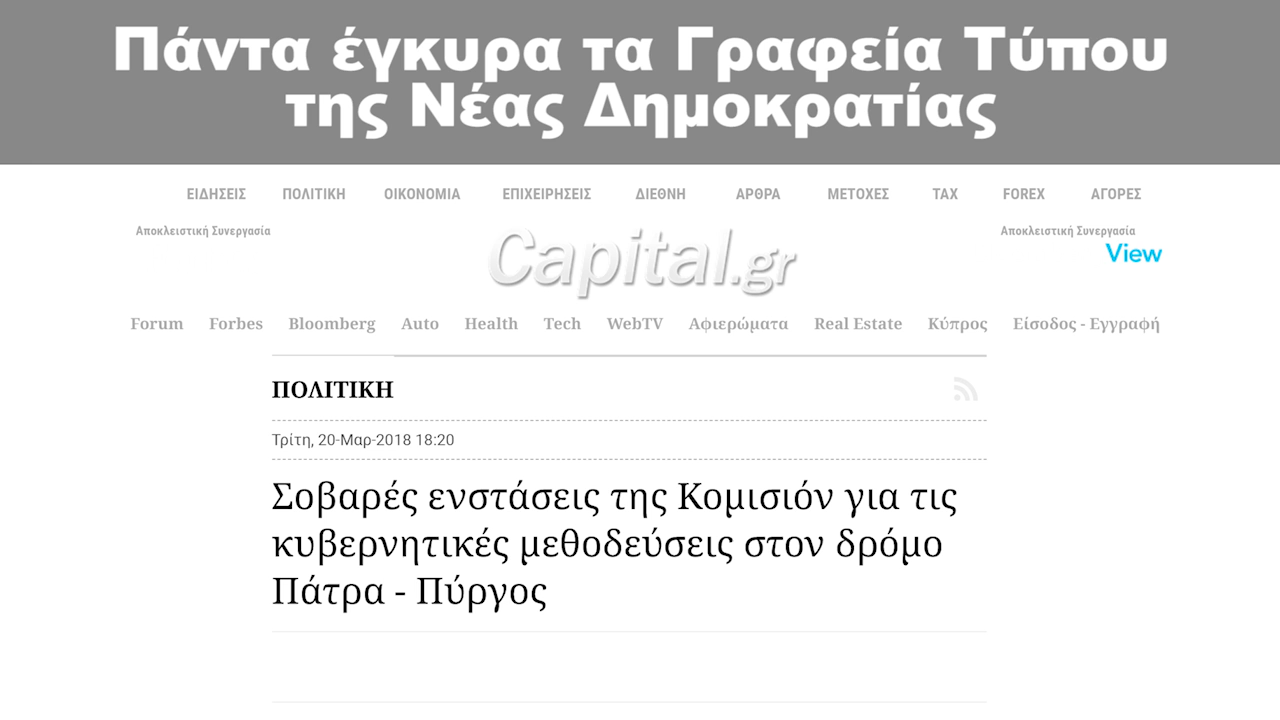 Πάντα έγκυρα τα Γραφεία Τύπου
της Νέας Δημοκρατίας
ΕΙΔΗΣΕΙΣ ΠΟΛΙΤΙΚΗ ΟΙΚΟΝΟΜΙΑ ΕΠΙΧΕΙΡΗΣΕΙΣ ΔΙΕΘΝΗ ΑΡΘΡΑ ΜΕΤΟΧΕΣ TAX FOREX ΑΓΟΡΕΣ
Αποκλειστική Συνεργασία Αποκλειστική Συνεργασία
View
Capital.gr
Forum Forbes Bloomberg Auto Health Tech WebTV Αφιερώματα Real Estate Κύπρος Είσοδος - Εγγραφή
ΠΟΛΙΤΙΚΗ
Τρίτη, 20-Μαρ-2018 18:20
Σοβαρές ενστάσεις της Κομισιόν για τις
κυβερνητικές μεθοδεύσεις στον δρόμο
Πάτρα - Πύργος